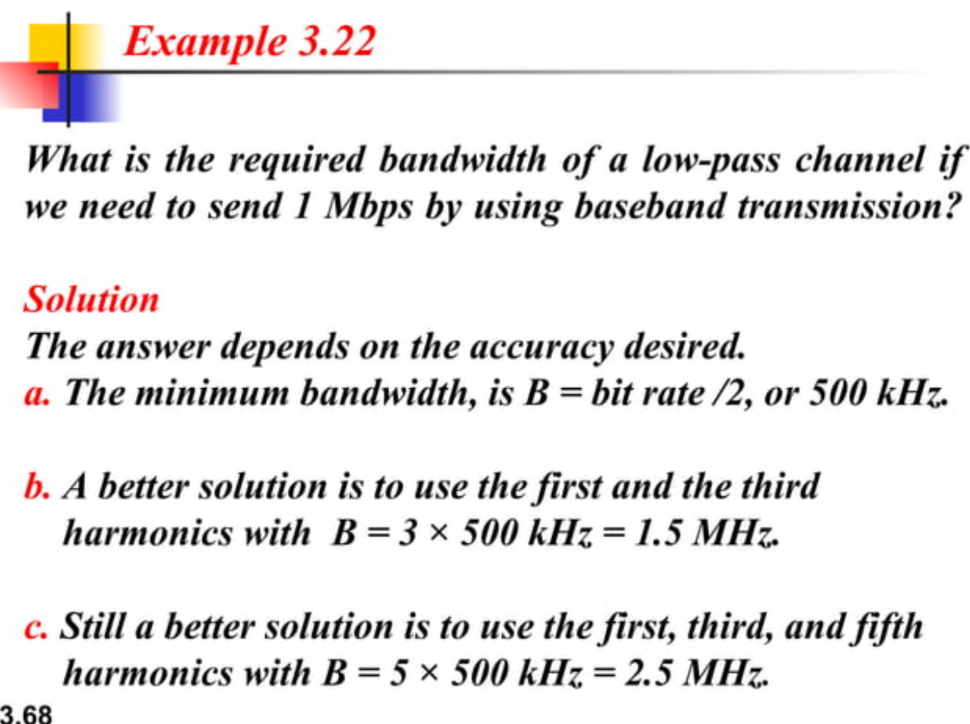 Example 3.22
What is the required bandwidth of a low-pass channel if
we need to send 1 Mbps by using baseband transmission?
Solution
The answer depends on the accuracy desired.
a. The minimum bandwidth, is B = bit rate /2, or 500 kHz.
b. A better solution is to use the first and the third
harmonics with B = 3 × 500 kHz = 1.5 MHz.
c. Still a better solution is to use the first, third, and fifth
harmonics with B = 5 × 500 kHz = 2.5 MHz.
3.68